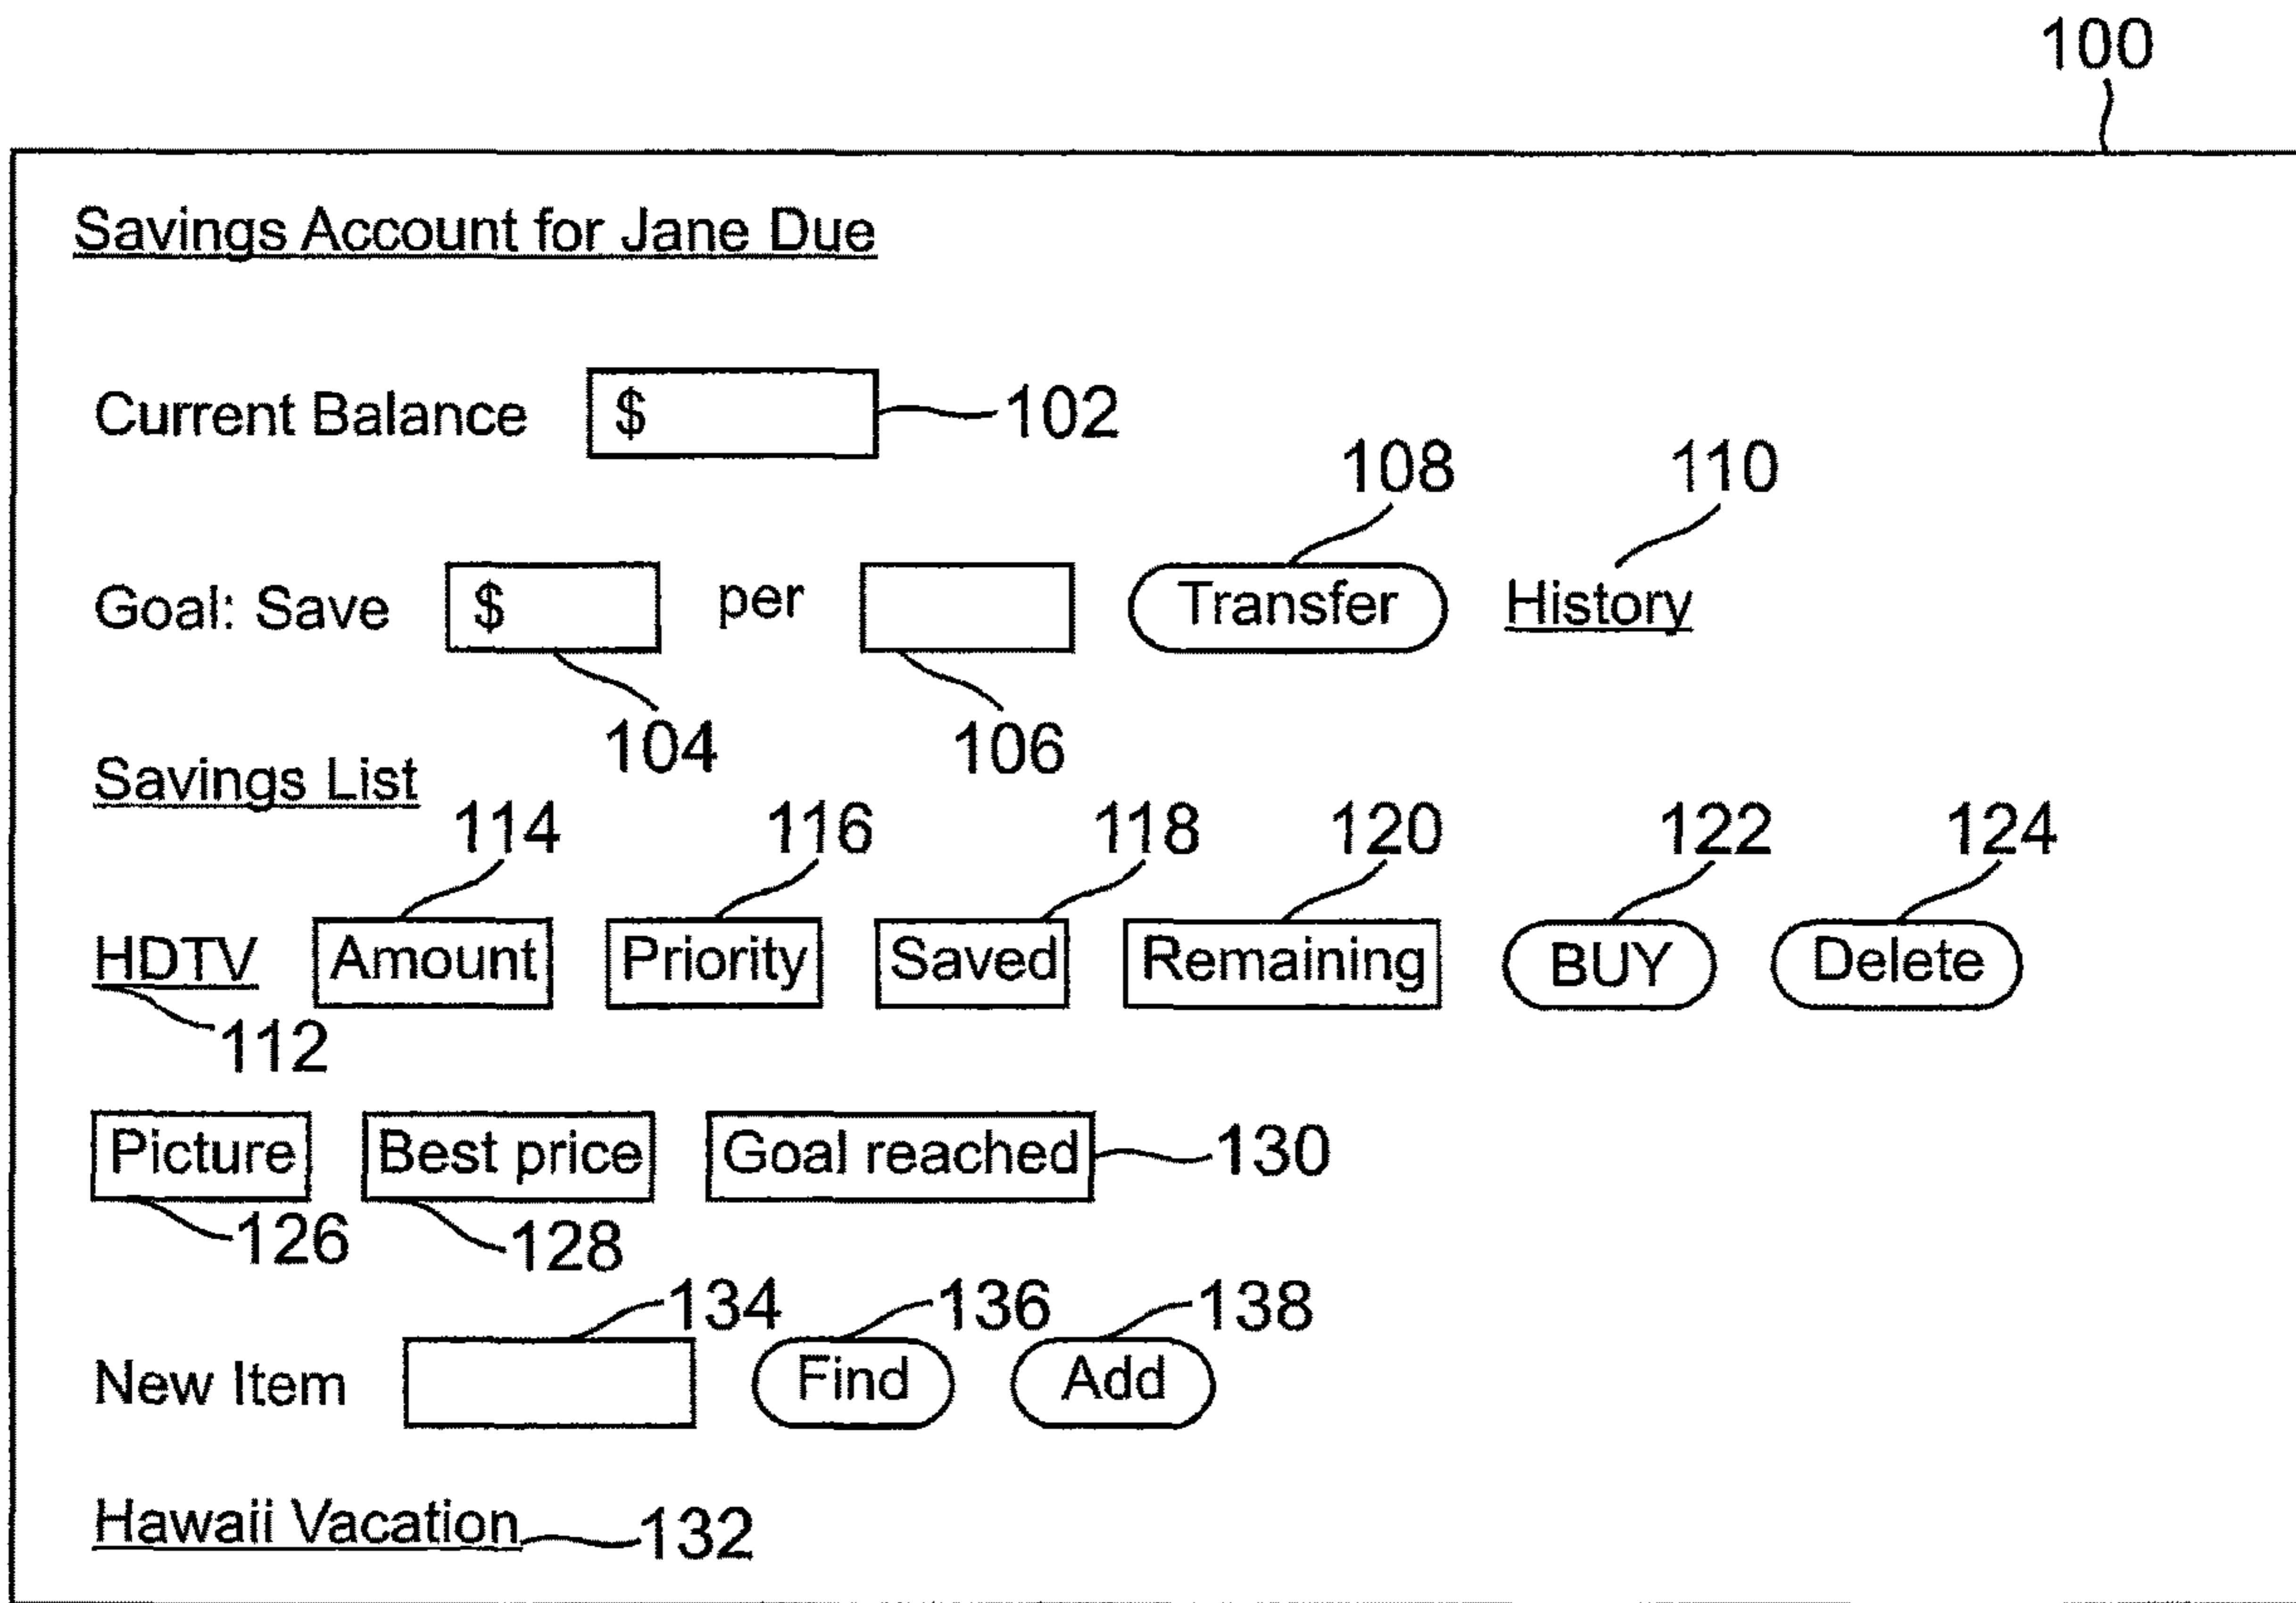 100
Savings Account for Jane Due
Current Balance $ 102
108 110
Goal: Save $ per Transfer History
104 106
Savings List
114 116 118 120 122 124
HDTV Amount Priority Saved Remaining BUY Delete
112
Picture Best price Goal reached 130
126 128
134 136 138
New Item Find Add
Hawaii Vacation 132